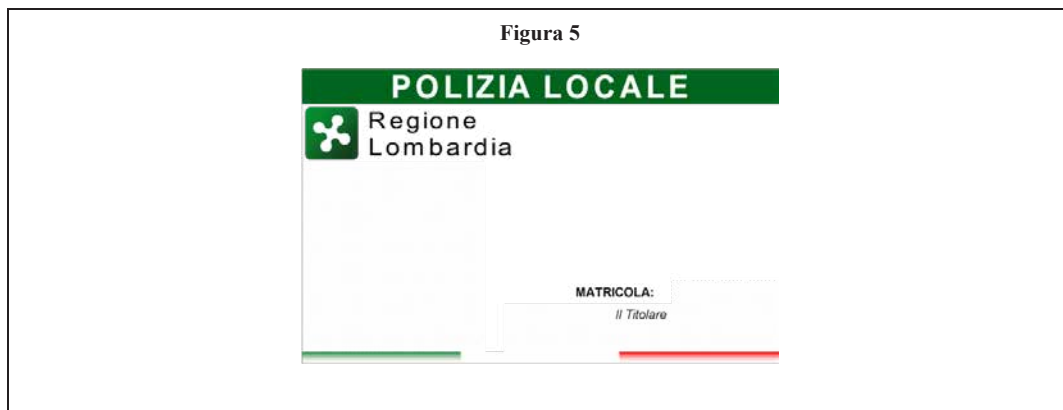 Figura 5
POLIZIA LOCALE
Regione
Lombardia
MATRICOLA:
Il Titolare